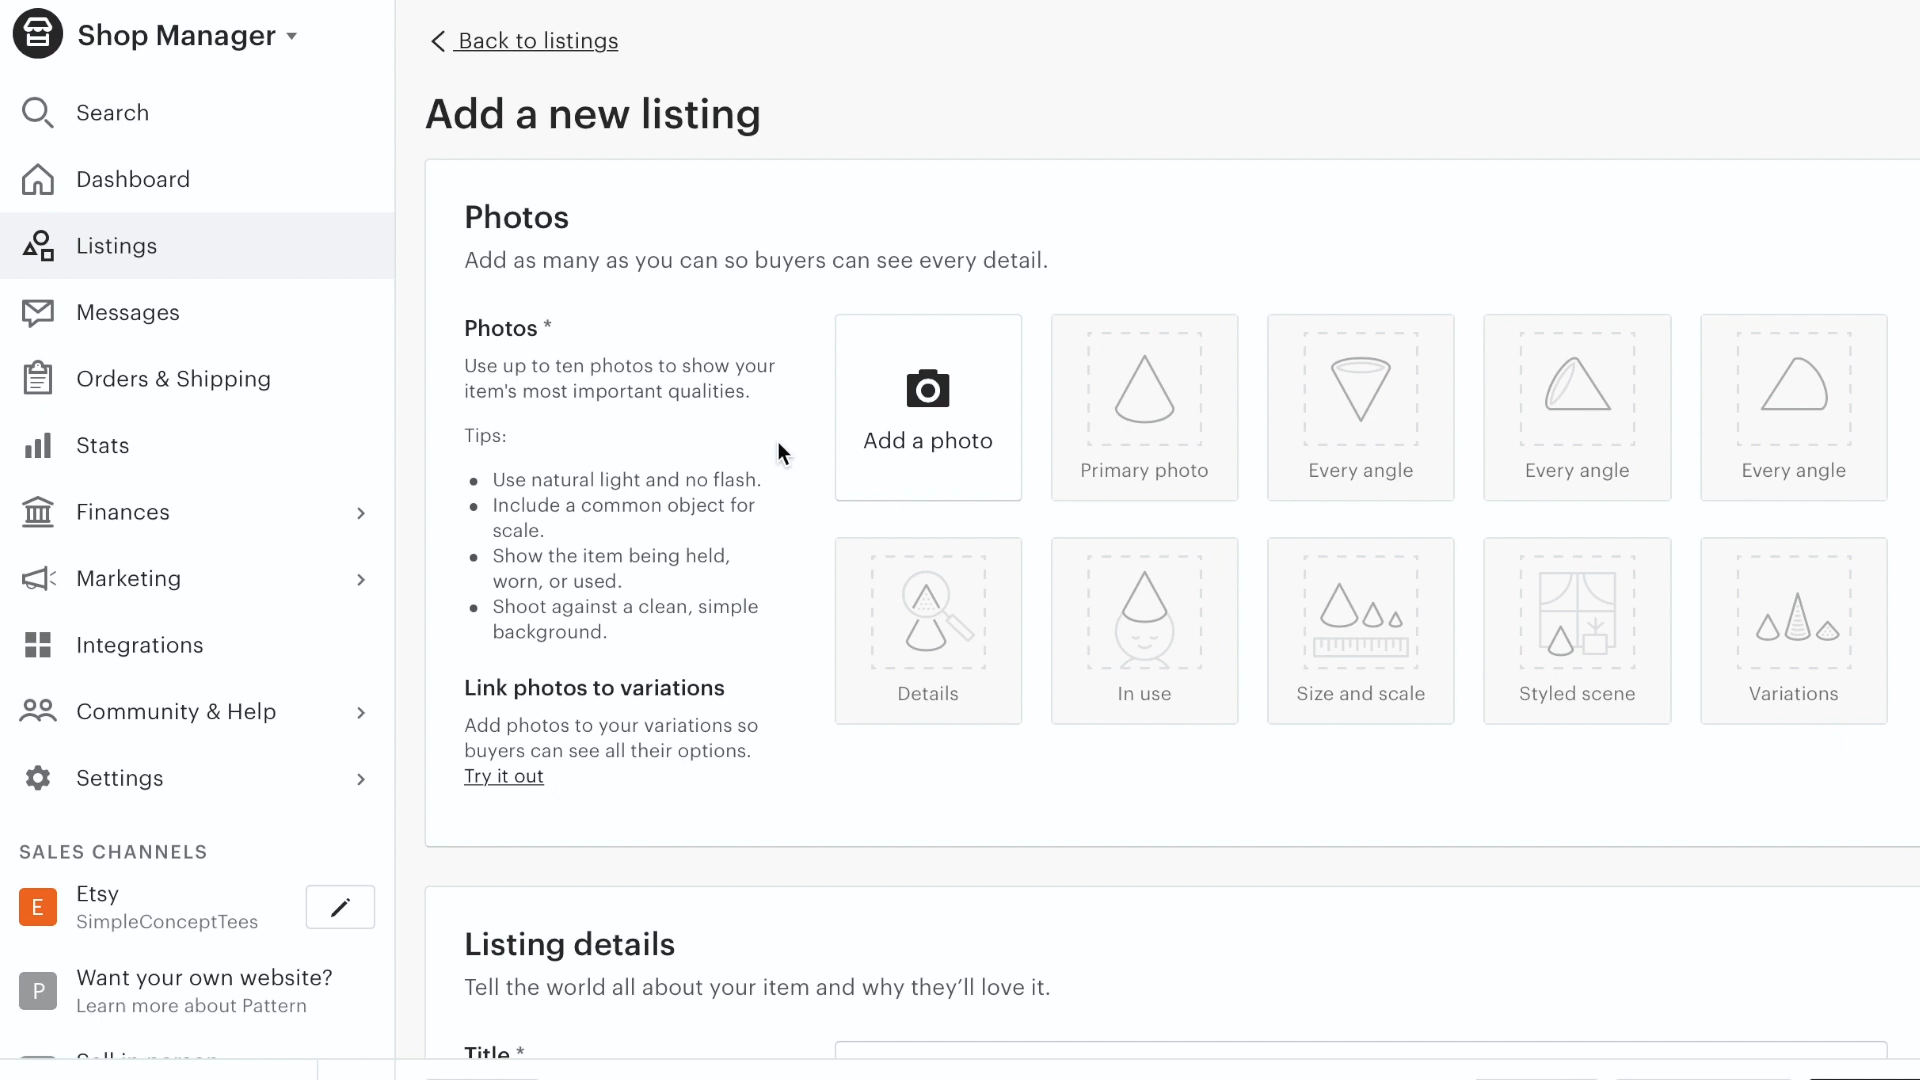 Shop Manager
Search
Dashboard
Listings
Messages
Orders & Shipping
Stats
Finances
Marketing
Integrations
Community & Help
Settings
SALES CHANNELS
E
Etsy
SimpleConceptTees
P
Want your own website?
Learn more about Pattern
Back to listings
Add a new listing
Photos
Add as many as you can so buyers can see every detail.
Photos *
Use up to ten photos to show your
item's most important qualities.
Tips:
Use natural light and no flash.
Include a common object for
scale.
Show the item being held,
worn, or used.
Shoot against a clean, simple
background.
Link photos to variations
Add photos to your variations so
buyers can see all their options.
Try it out
Add a photo
Primary photo
Every angle
Every angle
Every angle
Details
In use
Size and scale
Styled scene
Variations
Listing details
Tell the world all about your item and why they’ll love it.
Title *